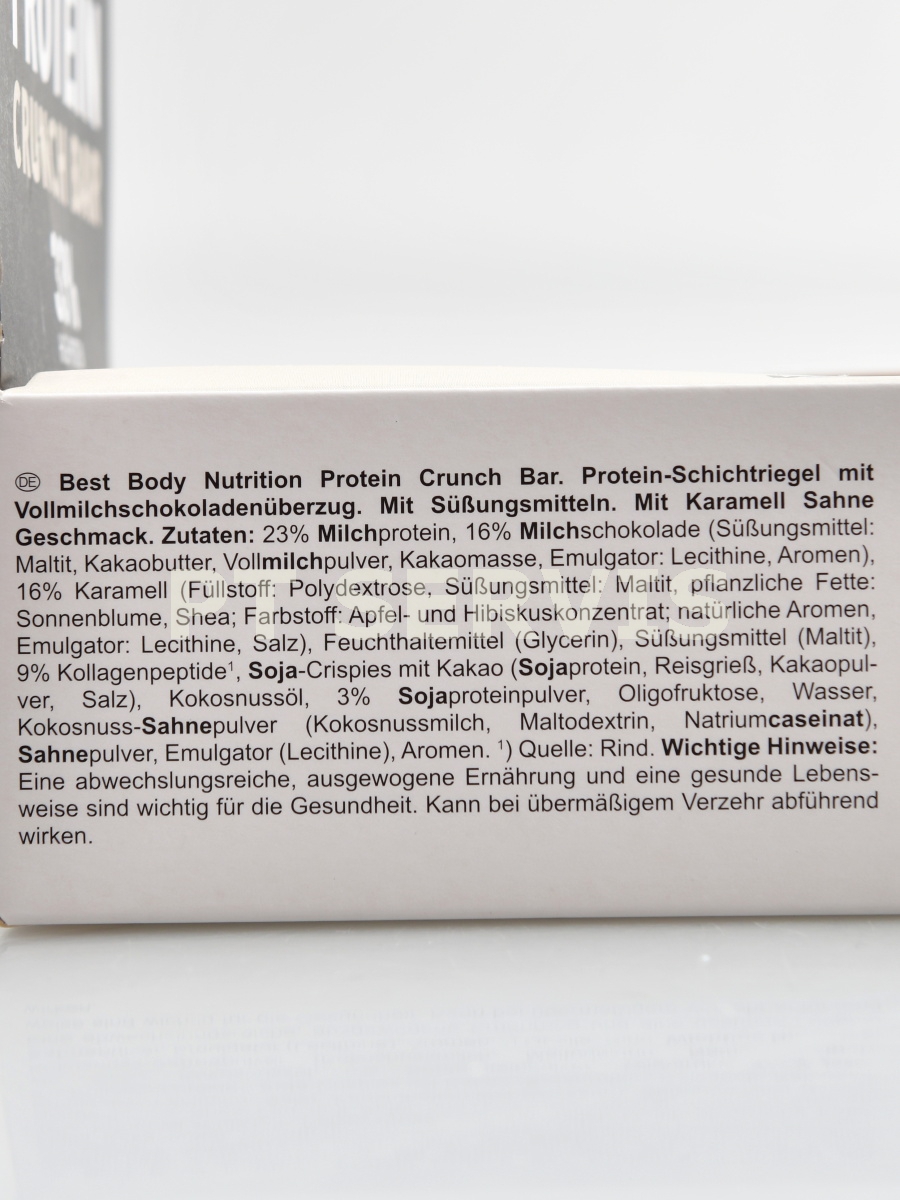 PROTEIN
CRUNCH BAR
DE Best Body Nutrition Protein Crunch Bar. Protein-Schichtriegel mit
Vollmilchschokoladenüberzug. Mit Süßungsmitteln. Mit Karamell Sahne
Geschmack. Zutaten: 23% Milchprotein, 16% Milchschokolade (Süßungsmittel:
Maltit, Kakaobutter, Vollmilchpulver, Kakaomasse, Emulgator: Lecithine, Aromen),
16% Karamell (Füllstoff: Polydextrose, Süßungsmittel: Maltit, pflanzliche Fette:
Sonnenblume, Shea; Farbstoff: Apfel- und Hibiskuskonzentrat; natürliche Aromen,
Emulgator: Lecithine, Salz), Feuchthaltemittel (Glycerin), Süßungsmittel (Maltit),
9% Kollagenpeptide¹, Soja-Crispies mit Kakao (Sojaprotein, Reisgrieß, Kakaopul-
ver, Salz), Kokosnussöl, 3% Sojaproteinpulver, Oligofruktose, Wasser,
Kokosnuss-Sahnepulver (Kokosnussmilch, Maltodextrin, Natriumcaseinat),
Sahnepulver, Emulgator (Lecithine), Aromen. ¹) Quelle: Rind. Wichtige Hinweise:
Eine abwechslungsreiche, ausgewogene Ernährung und eine gesunde Lebens-
weise sind wichtig für die Gesundheit. Kann bei übermäßigem Verzehr abführend
wirken.
PT SERVIS